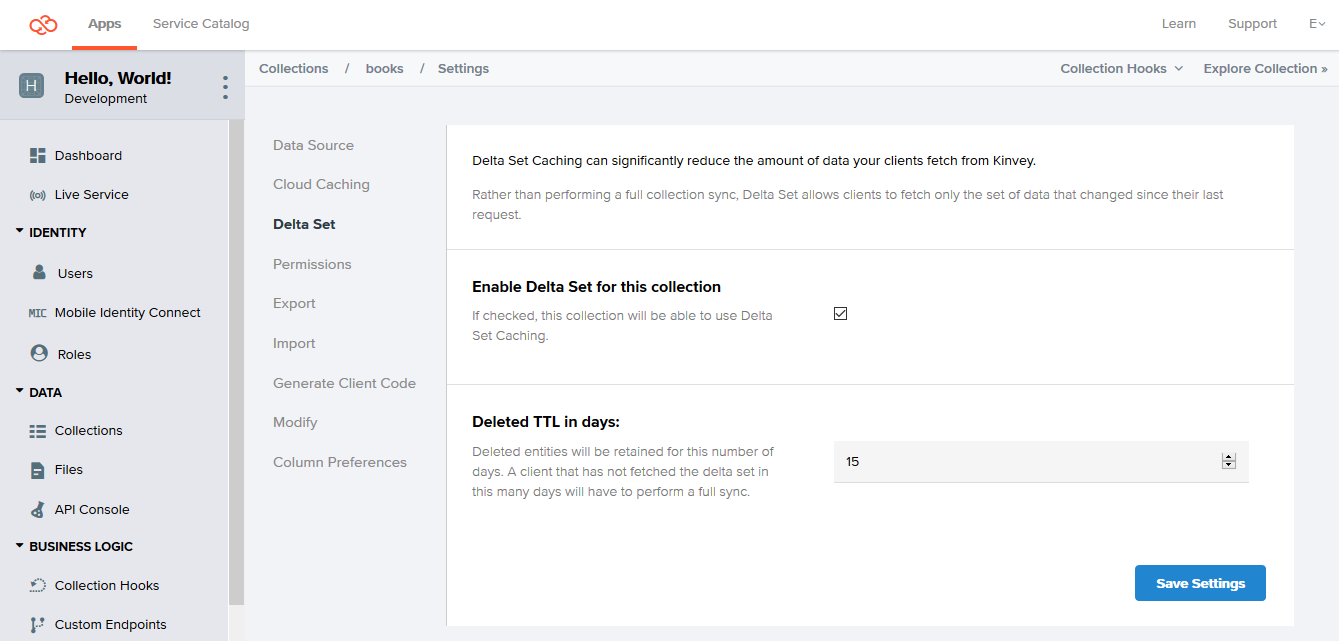 Apps
Service Catalog
Learn
Support
E
H
Hello, World!
Development
Collections / books / Settings
Collection Hooks
Explore Collection »
Dashboard
Live Service
IDENTITY
Users
MIC Mobile Identity Connect
Roles
DATA
Collections
Files
API Console
BUSINESS LOGIC
Collection Hooks
Custom Endpoints
Data Source
Cloud Caching
Delta Set
Permissions
Export
Import
Generate Client Code
Modify
Column Preferences
Delta Set Caching can significantly reduce the amount of data your clients fetch from Kinvey.
Rather than performing a full collection sync, Delta Set allows clients to fetch only the set of data that changed since their last
request.
Enable Delta Set for this collection
If checked, this collection will be able to use Delta
Set Caching.
Deleted TTL in days:
Deleted entities will be retained for this number of
days. A client that has not fetched the delta set in
this many days will have to perform a full sync.
15
Save Settings